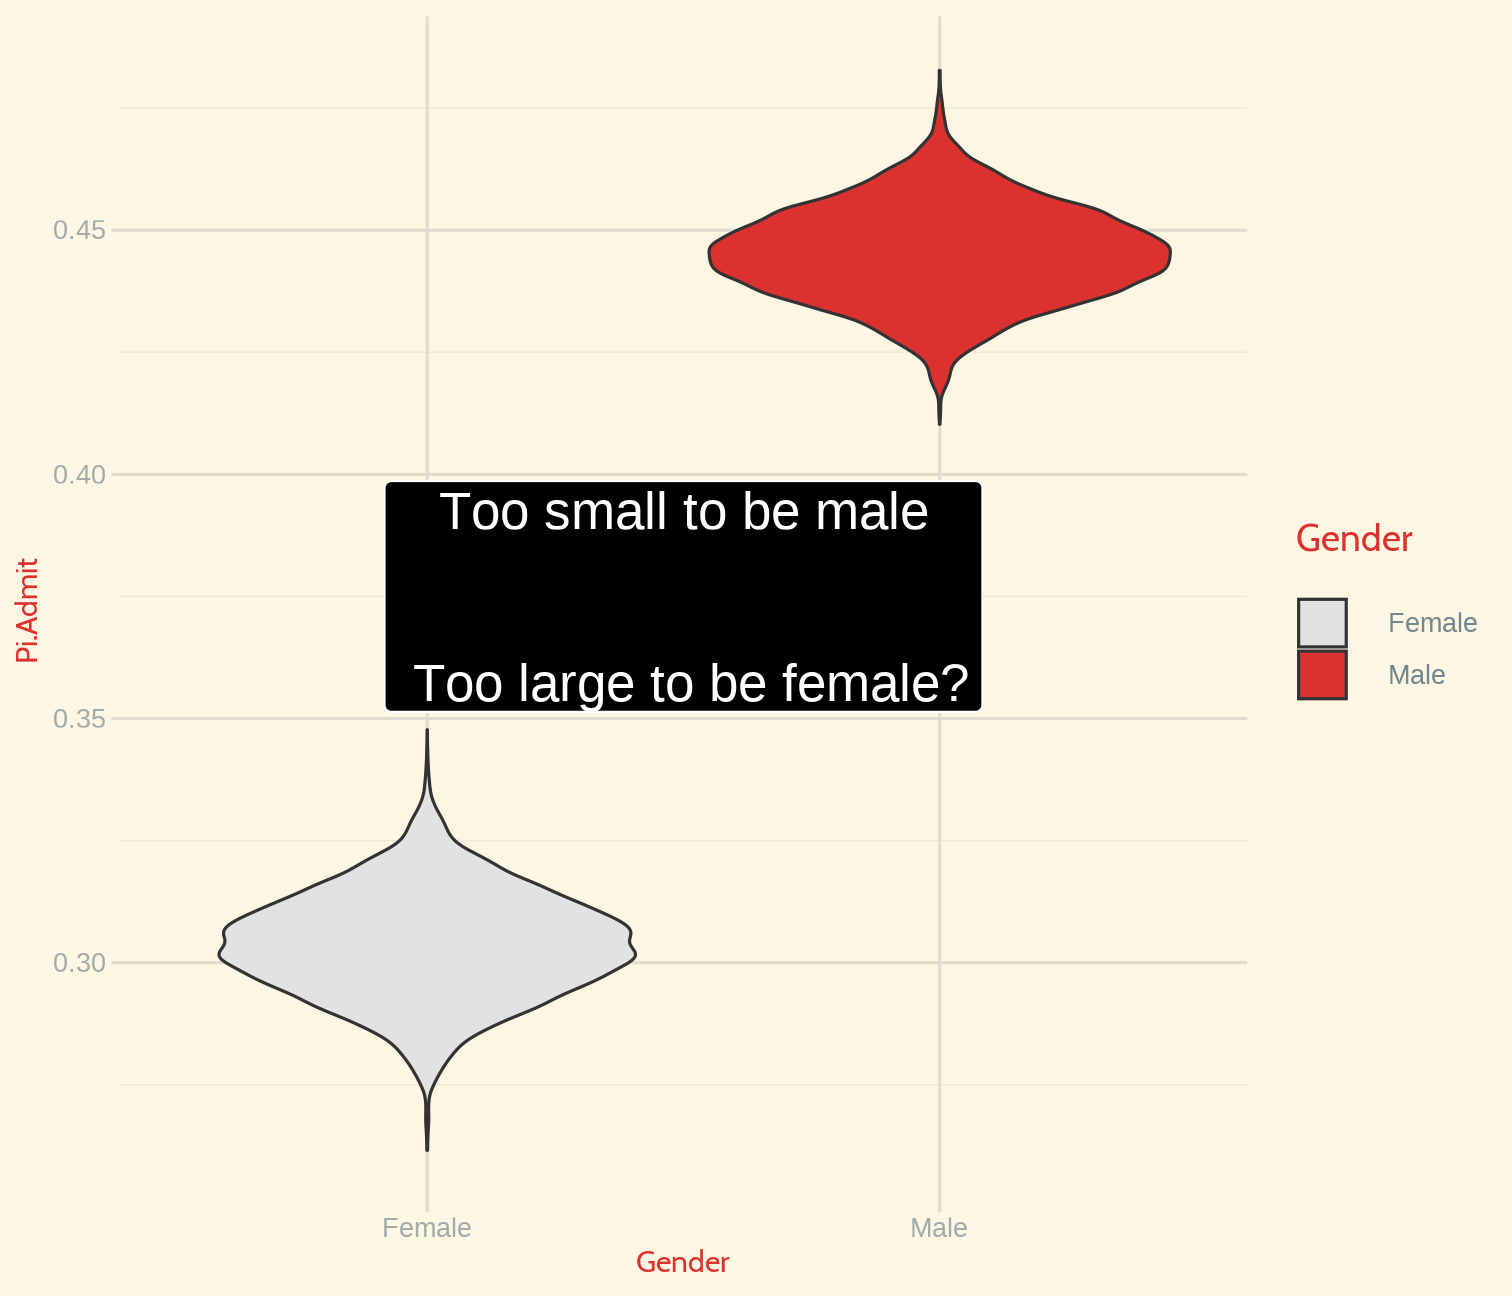 0.45
0.40
Too small to be male
Too large to be female?
0.35
0.30
Pi.Admit
Female
Male
Gender
Gender
Female
Male